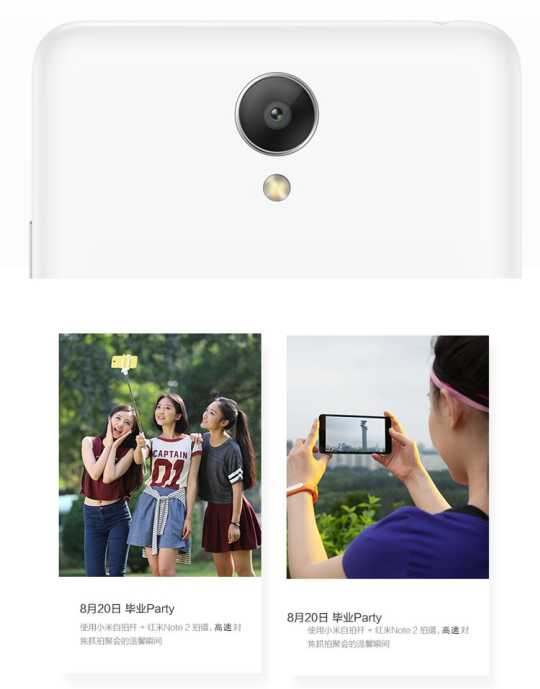 CAPTAIN
01
8月20日 毕业Party
使用小米自拍杆 + 红米Note 2 拍摄, 高速 对
焦抓拍聚会的温馨瞬间
8月20日 毕业Party
使用小米自拍杆 + 红米Note 2 拍摄, 高速 对
焦抓拍聚会的温馨瞬间